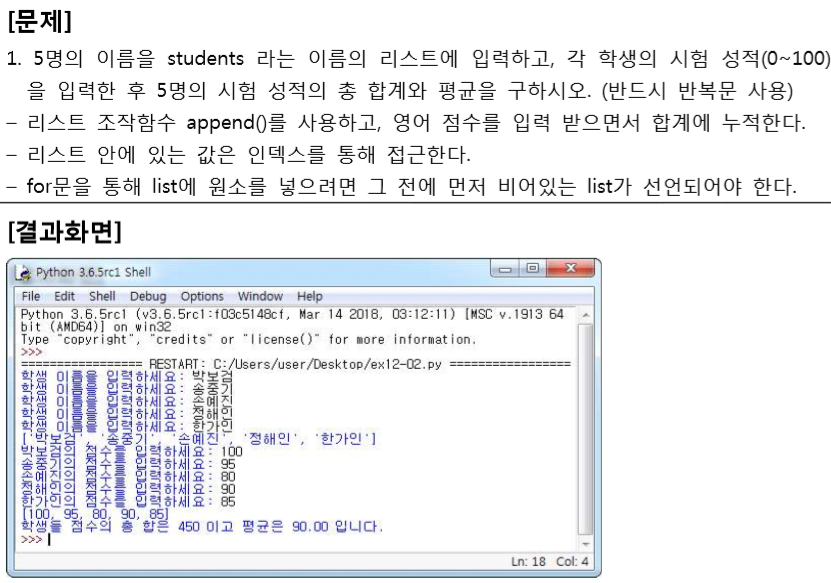 [문제]
1. 5명의 이름을 students 라는 이름의 리스트에 입력하고, 각 학생의 시험 성적(0~100)
을 입력한 후 5명의 시험 성적의 총 합계와 평균을 구하시오. (반드시 반복문 사용)
– 리스트 조작함수 append()를 사용하고, 영어 점수를 입력 받으면서 합계에 누적한다.
– 리스트 안에 있는 값은 인덱스를 통해 접근한다.
– for문을 통해 list에 원소를 넣으려면 그 전에 먼저 비어있는 list가 선언되어야 한다.
[결과화면]
Python 3.6.5rc1 Shell
File Edit Shell Debug Options Window Help
Python 3.6.5rc1 (v3.6.5rc1:f03c5148cf, Mar 14 2018, 03:12:11) [MSC v.1913 64
bit (AMD64)] on win32
Type "copyright", "credits" or "license()" for more information.
>>>
================= RESTART: C:/Users/user/Desktop/ex12-02.py =================
학생 이름을 입력하세요: 박보검
학생 이름을 입력하세요: 송중기
학생 이름을 입력하세요: 손예진
학생 이름을 입력하세요: 정해인
학생 이름을 입력하세요: 한가인
['박보검', '송중기', '손예진', '정해인', '한가인']
박보검의 점수를 입력하세요: 100
송중기의 점수를 입력하세요: 95
손예진의 점수를 입력하세요: 80
정해인의 점수를 입력하세요: 90
한가인의 점수를 입력하세요: 85
[100, 95, 80, 90, 85]
학생들 점수의 총 합은 450 이고 평균은 90.00 입니다.
>>>
Ln: 18 Col: 4